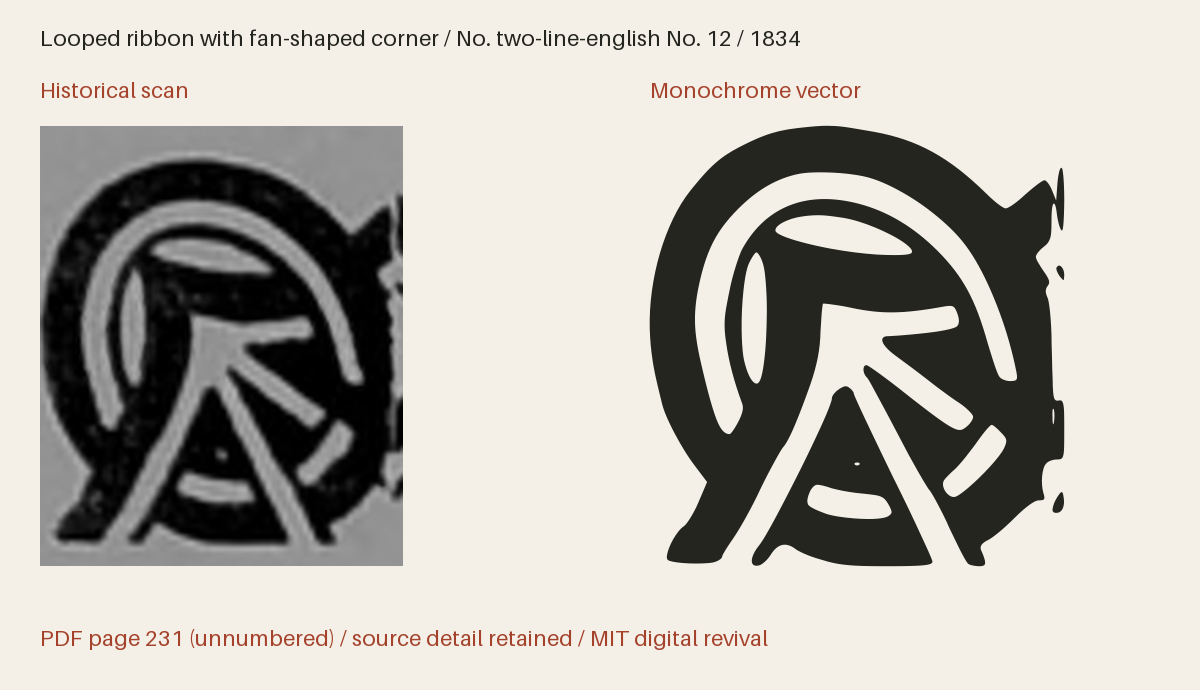 Looped ribbon with fan-shaped corner / No. two-line-english No. 12 / 1834
Historical scan
Monochrome vector
PDF page 231 (unnumbered) / source detail retained / MIT digital revival